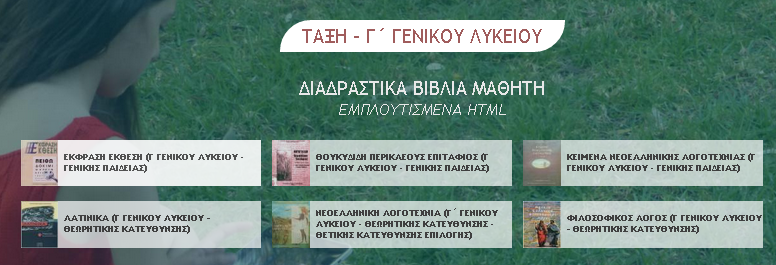 ΤΑΞΗ - Γ΄ ΓΕΝΙΚΟΥ ΛΥΚΕΙΟΥ
ΔΙΑΔΡΑΣΤΙΚΑ ΒΙΒΛΙΑ ΜΑΘΗΤΗ
ΕΜΠΛΟΥΤΙΣΜΕΝΑ HTML
ΕΚΦΡΑΣΗ ΕΚΘΕΣΗ (Γ ΓΕΝΙΚΟΥ ΛΥΚΕΙΟΥ -
ΓΕΝΙΚΗΣ ΠΑΙΔΕΙΑΣ)
ΘΟΥΚΥΔΙΔΗ ΠΕΡΙΚΛΕΟΥΣ ΕΠΙΤΑΦΙΟΣ (Γ
ΓΕΝΙΚΟΥ ΛΥΚΕΙΟΥ - ΓΕΝΙΚΗΣ ΠΑΙΔΕΙΑΣ)
ΚΕΙΜΕΝΑ ΝΕΟΕΛΛΗΝΙΚΗΣ ΛΟΓΟΤΕΧΝΙΑΣ (Γ
ΓΕΝΙΚΟΥ ΛΥΚΕΙΟΥ - ΓΕΝΙΚΗΣ ΠΑΙΔΕΙΑΣ)
ΛΑΤΙΝΙΚΑ (Γ ΓΕΝΙΚΟΥ ΛΥΚΕΙΟΥ –
ΘΕΩΡΗΤΙΚΗΣ ΚΑΤΕΥΘΥΝΣΗΣ)
ΝΕΟΕΛΛΗΝΙΚΗ ΛΟΓΟΤΕΧΝΙΑ (Γ΄ ΓΕΝΙΚΟΥ
ΛΥΚΕΙΟΥ - ΘΕΩΡΗΤΙΚΗΣ ΚΑΤΕΥΘΥΝΣΗΣ -
ΘΕΤΙΚΗΣ ΚΑΤΕΥΘΥΝΣΗΣ ΕΠΙΛΟΓΗΣ)
ΦΙΛΟΣΟΦΙΚΟΣ ΛΟΓΟΣ (Γ ΓΕΝΙΚΟΥ ΛΥΚΕΙΟΥ
- ΘΕΩΡΗΤΙΚΗΣ ΚΑΤΕΥΘΥΝΣΗΣ)